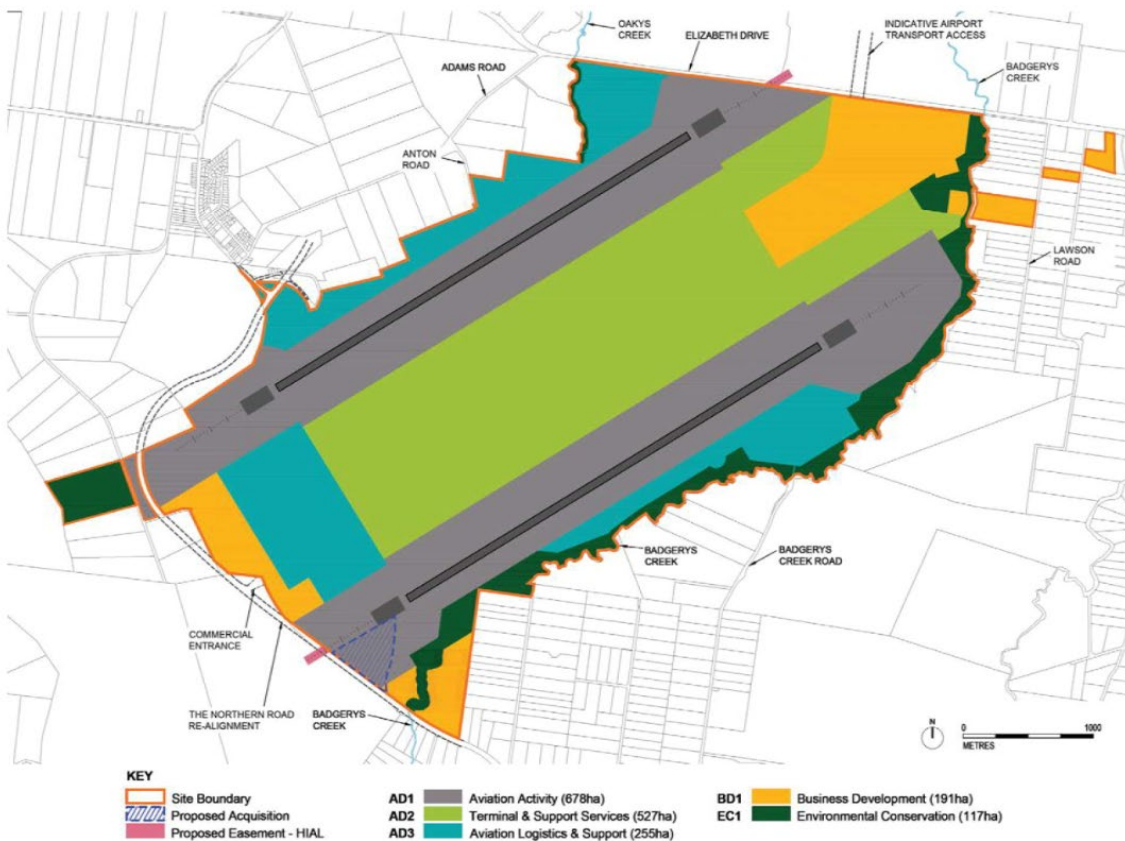 OAKYS
CREEK
ELIZABETH DRIVE
INDICATIVE AIRPORT
TRANSPORT ACCESS
ADAMS ROAD
BADGERYS
CREEK
ANTON
ROAD
LAWSON
ROAD
BADGERYS
CREEK
BADGERYS
CREEK ROAD
COMMERCIAL
ENTRANCE
THE NORTHERN ROAD
RE-ALIGNMENT
BADGERYS
CREEK
N
0 1000
METRES
KEY
Site Boundary
Proposed Acquisition
Proposed Easement - HIAL
AD1 Aviation Activity (678ha)
AD2 Terminal & Support Services (527ha)
AD3 Aviation Logistics & Support (255ha)
BD1 Business Development (191ha)
EC1 Environmental Conservation (117ha)